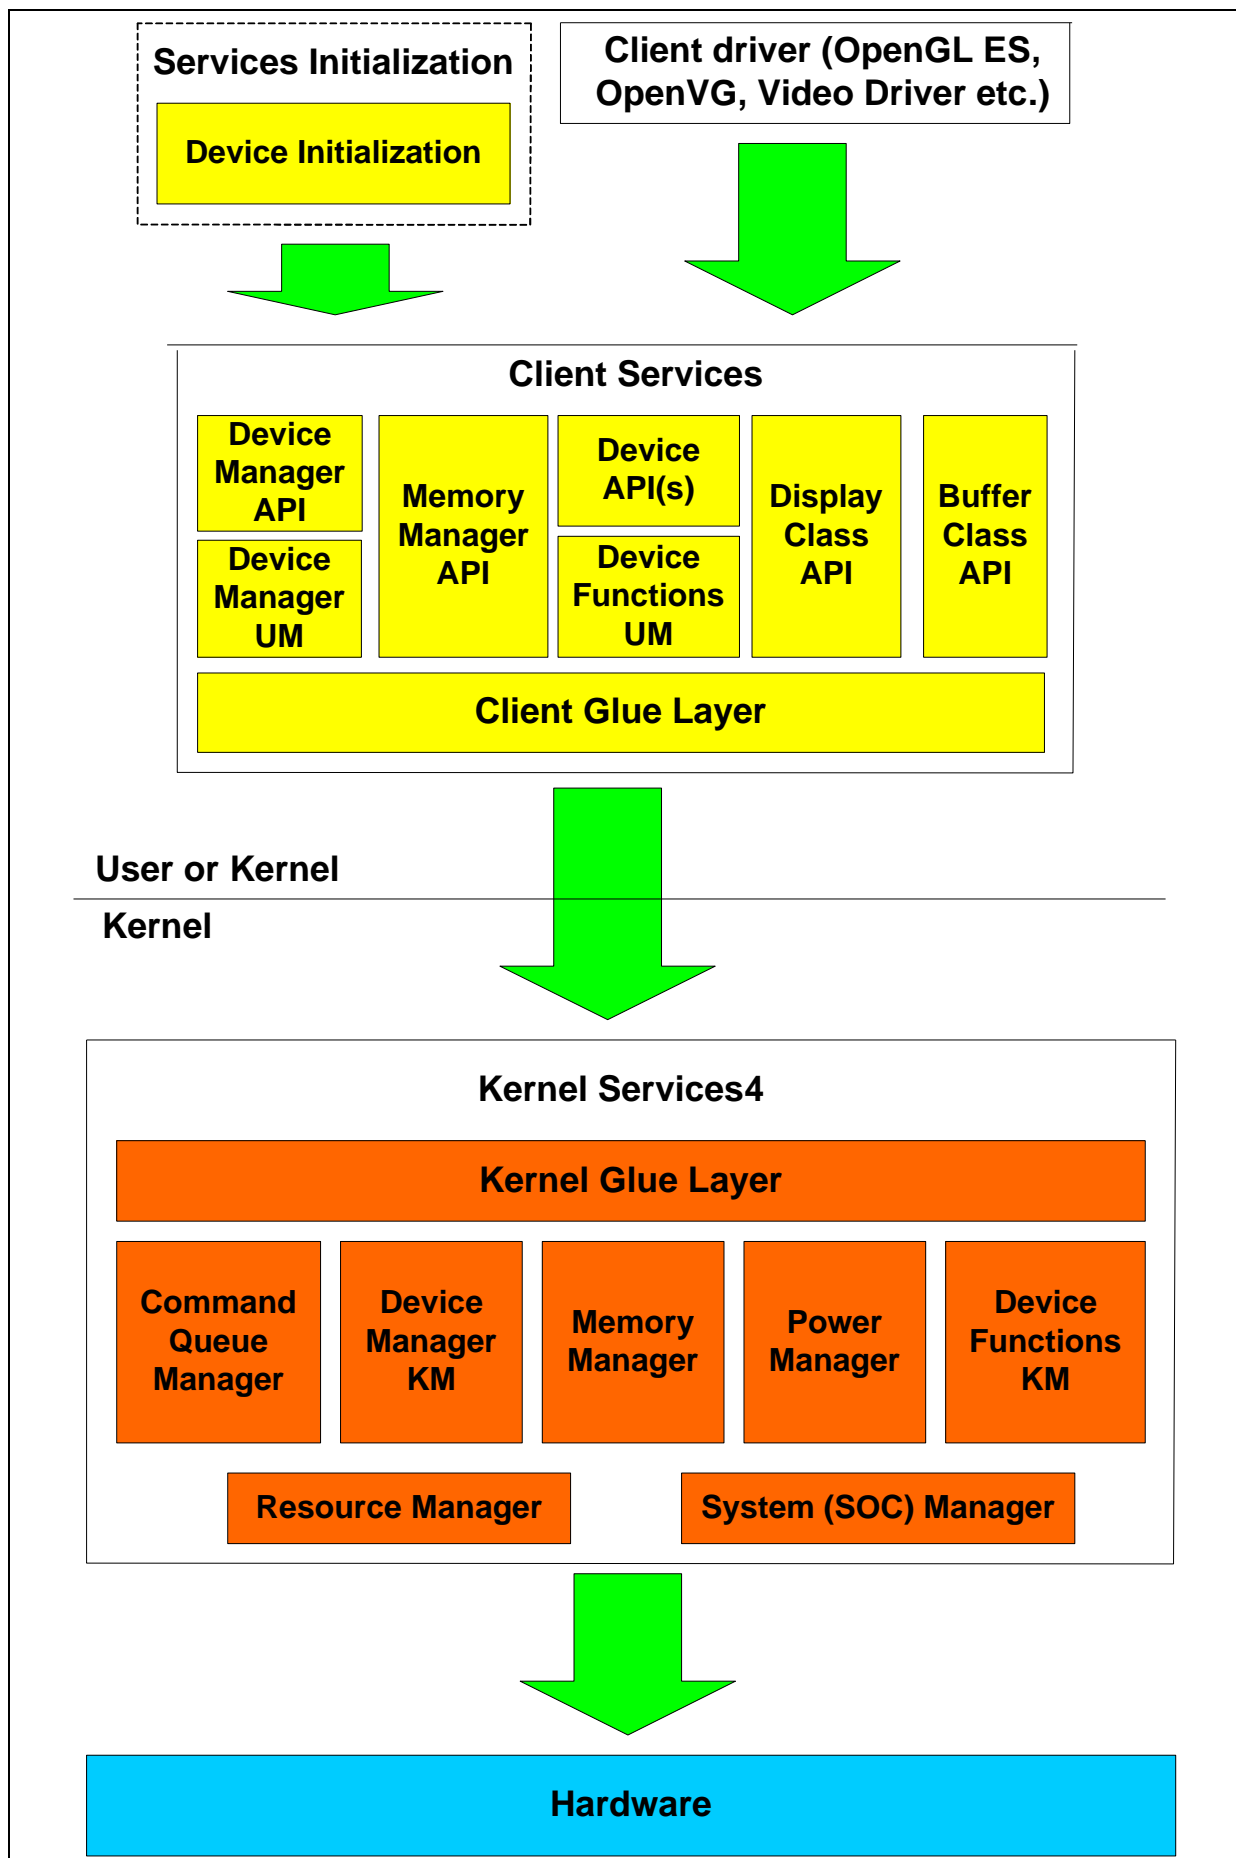 Services Initialization
Device Initialization
Client driver (OpenGL ES,
OpenVG, Video Driver etc.)
Client Services
Device
Manager
API
Device
Manager
UM
Memory
Manager
API
Device
API(s)
Device
Functions
UM
Display
Class
API
Buffer
Class
API
Client Glue Layer
User or Kernel
Kernel
Kernel Services4
Kernel Glue Layer
Command
Queue
Manager
Device
Manager
KM
Memory
Manager
Power
Manager
Device
Functions
KM
Resource Manager
System (SOC) Manager
Hardware